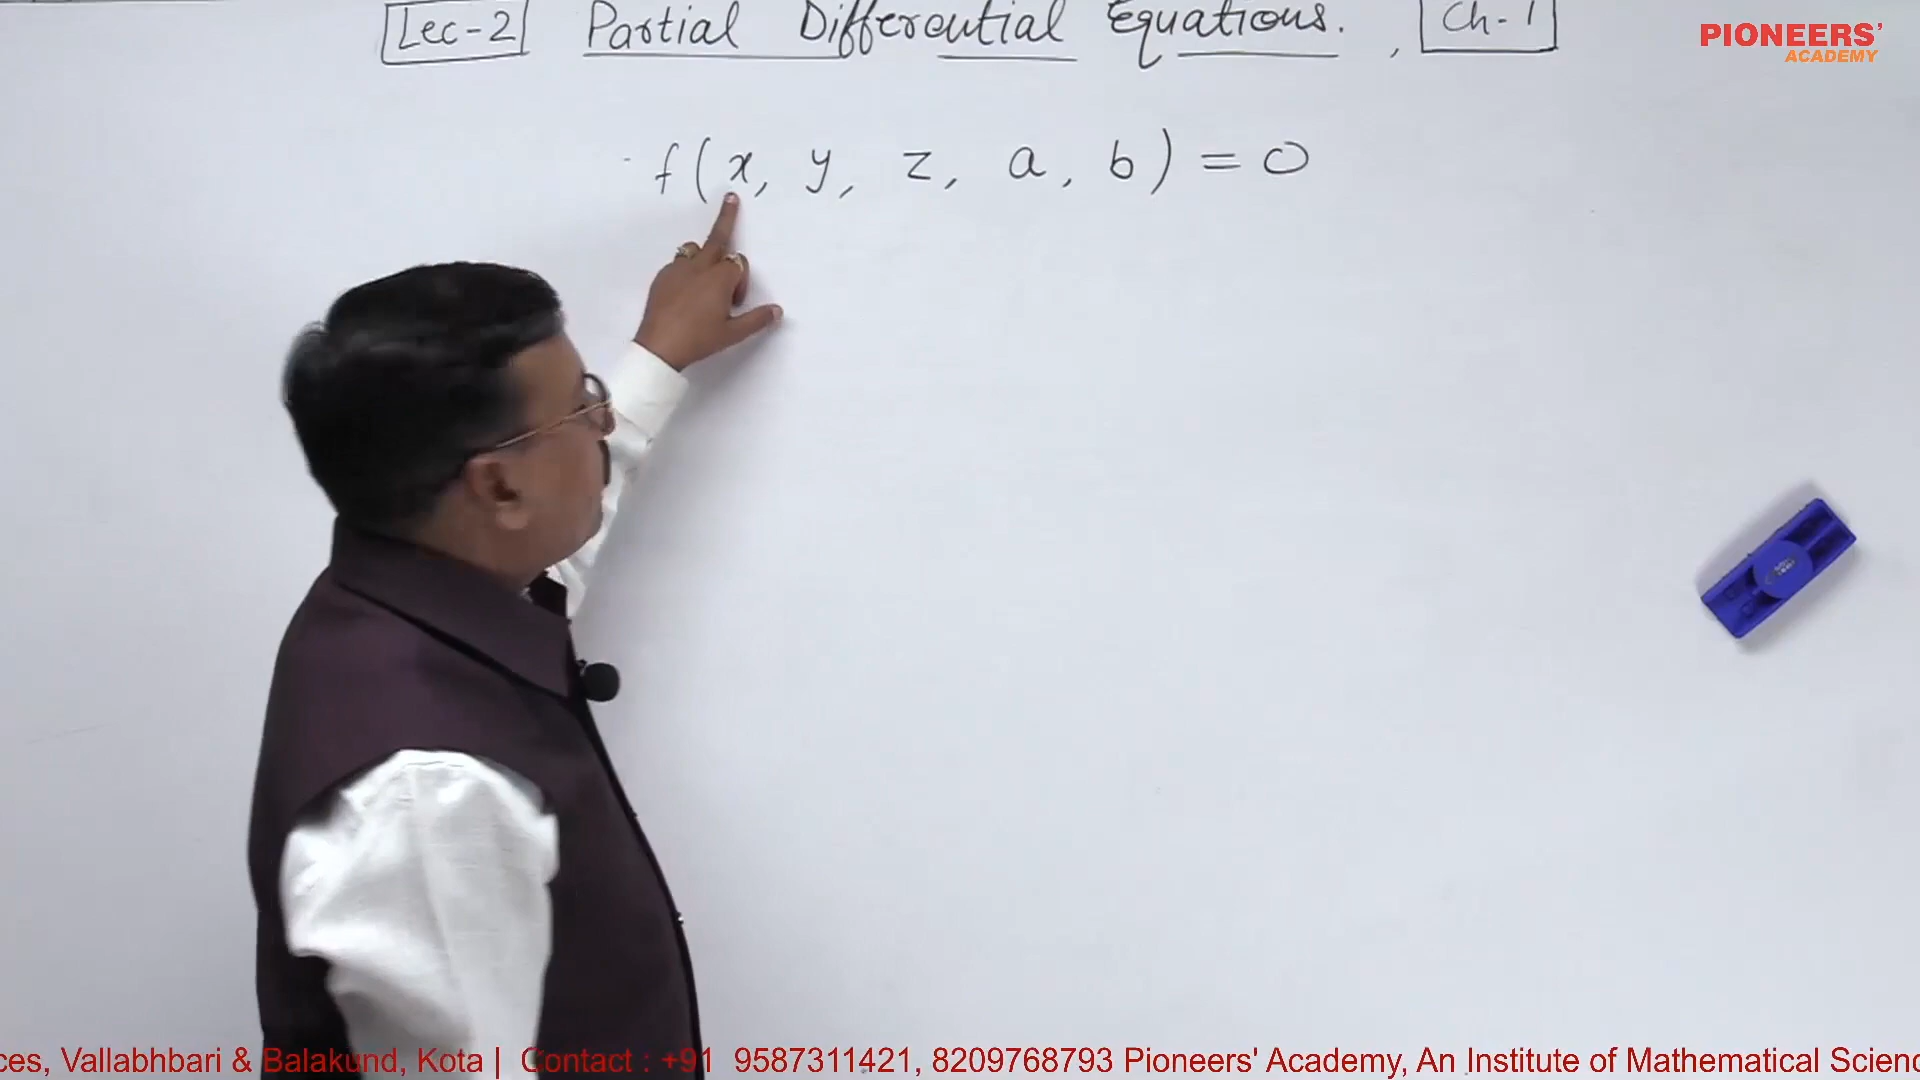 Lec-2 Partial Differential Equations. , Ch-1
PIONEERS'
ACADEMY
f(x, y, z, a, b) = 0
ces, Vallabhbari & Balakund, Kota | Contact : +91 9587311421, 8209768793 Pioneers' Academy, An Institute of Mathematical Scienc